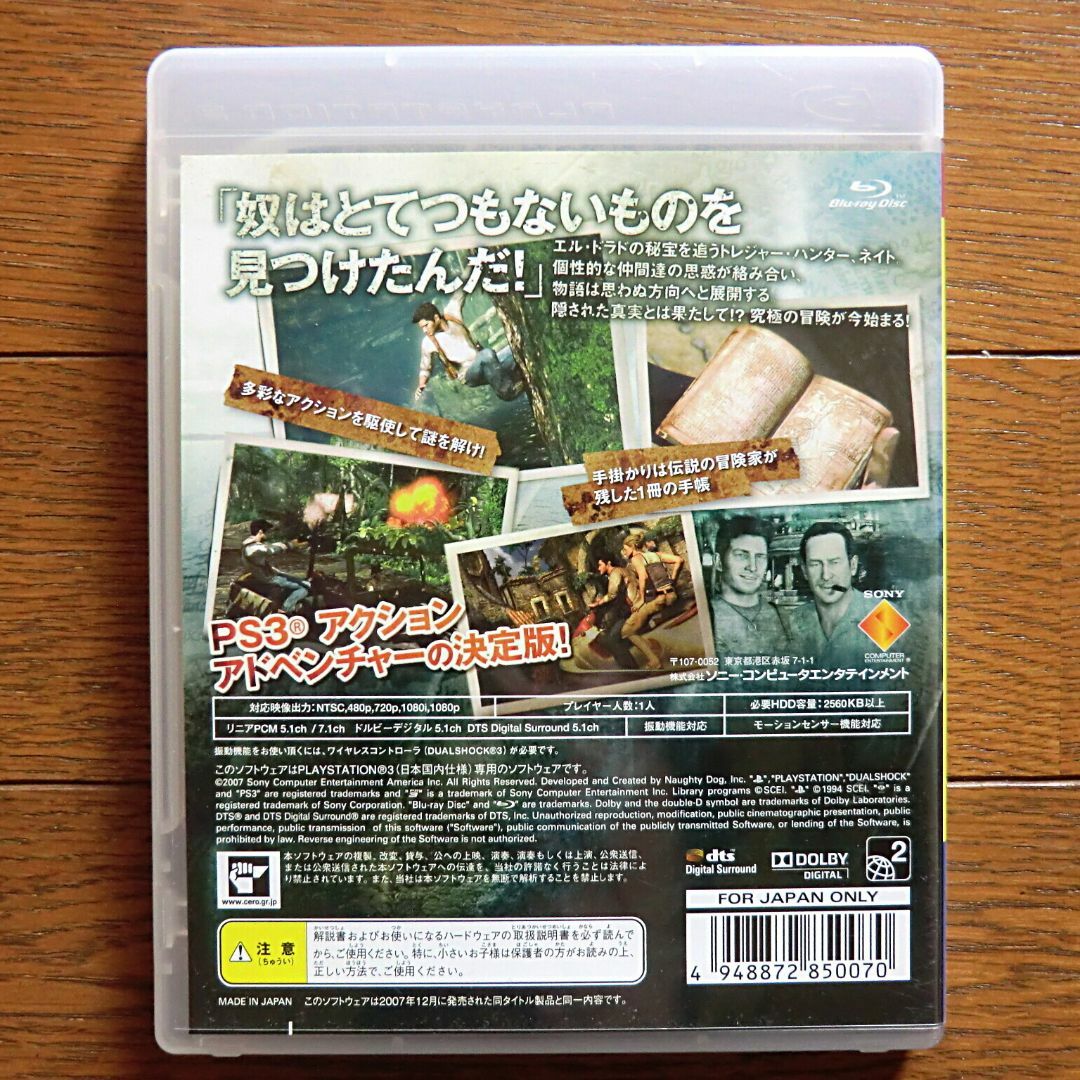 「奴はとてつもないものを
見つけたんだ!」
Blu-ray Disc
エル・ドラドの秘宝を追うトレジャー・ハンター、ネイト。
個性的な仲間達の思惑が絡み合い、
物語は思わぬ方向へと展開する
隠された真実とは果たして!? 究極の冒険が今始まる!
多彩なアクションを駆使して謎を解け!
手掛かりは伝説の冒険家が
残した1冊の手帳
PS3® アクション
アドベンチャーの決定版!
SONY
COMPUTER
ENTERTAINMENT®
〒107-0052 東京都港区赤坂 7-1-1
株式会社 ソニー・コンピュータエンタテインメント
対応映像出力:NTSC,480p,720p,1080i,1080p
プレイヤー人数:1人
必要HDD容量:2560KB以上
リニアPCM 5.1ch / 7.1ch ドルビーデジタル 5.1ch DTS Digital Surround 5.1ch
振動機能対応
モーションセンサー機能対応
振動機能をお使い頂くには、ワイヤレスコントローラ (DUALSHOCK®3) が必要です。
このソフトウェアはPLAYSTATION®3 (日本国内仕様) 専用のソフトウェアです。
©2007 Sony Computer Entertainment America Inc. All Rights Reserved. Developed and Created by Naughty Dog, Inc. " ","PLAYSTATION","DUALSHOCK"
and "PS3" are registered trademarks and " " is a trademark of Sony Computer Entertainment Inc. Library programs ©SCEI. " " © 1994 SCEI. " " is a
registered trademark of Sony Corporation. "Blu-ray Disc" and " " are trademarks. Dolby and the double-D symbol are trademarks of Dolby Laboratories.
DTS® and DTS Digital Surround® are registered trademarks of DTS, Inc. Unauthorized reproduction, modification, public cinematographic presentation, public
performance, public transmission of this software ("Software"), public communication of the publicly transmitted Software, or lending of the Software, is
prohibited by law. Reverse engineering of the Software is not authorized.
www.cero.gr.jp
本ソフトウェアの複製、改変、貸与、公への上映、演奏、演奏もしくは上演、公衆送信、
または公衆送信された本ソフトウェアへの伝達を、当社の許諾なく行うことは法律によ
り禁止されています。また、当社は本ソフトウェアを無断で解析することを禁止します。
dts
Digital Surround
DOLBY
DIGITAL
2
FOR JAPAN ONLY
4 948872 850070
注意
(ちゅうい)
解説書およびお使いになるハードウェアの取扱説明書を必ず読んで
から、ご使用ください。特に、小さいお子様は保護者の方がお読みの上、
正しい方法で、ご使用ください。
MADE IN JAPAN このソフトウェアは2007年12月に発売された同タイトル製品と同一内容です。